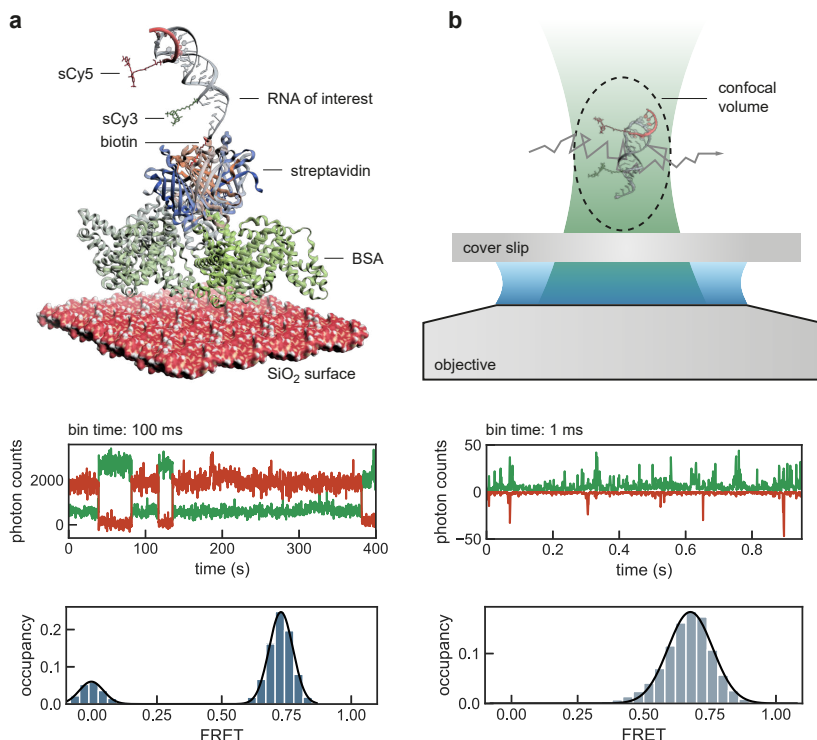 a
sCy5
RNA of interest
sCy3
biotin
streptavidin
BSA
SiO₂ surface
b
confocal
volume
cover slip
objective
bin time: 100 ms
photon counts
2000
0
0 100 200 300 400
time (s)
bin time: 1 ms
photon counts
50
0
−50
0 0.2 0.4 0.6 0.8
time (s)
occupancy
0.2
0.1
0.0
0.00 0.25 0.50 0.75 1.00
FRET
occupancy
0.1
0.0
0.00 0.25 0.50 0.75 1.00
FRET